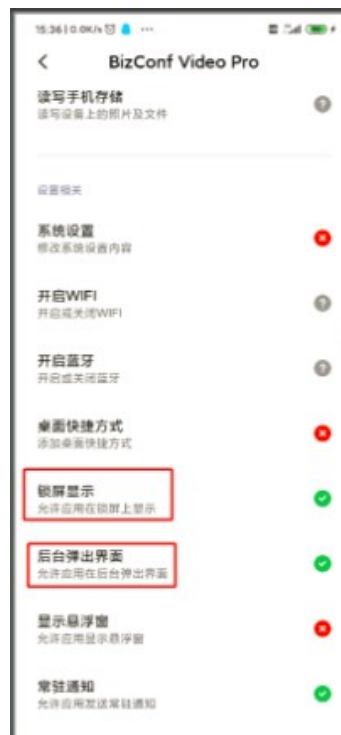 15:36 | 0.0K/s
BizConf Video Pro
读写手机存储
读写设备上的照片及文件
设置相关
系统设置
修改系统设置内容
开启WIFI
开启或关闭WIFI
开启蓝牙
开启或关闭蓝牙
桌面快捷方式
添加桌面快捷方式
锁屏显示
允许应用在锁屏上显示
后台弹出界面
允许应用在后台弹出界面
显示悬浮窗
允许应用显示悬浮窗
常驻通知
允许应用发送常驻通知